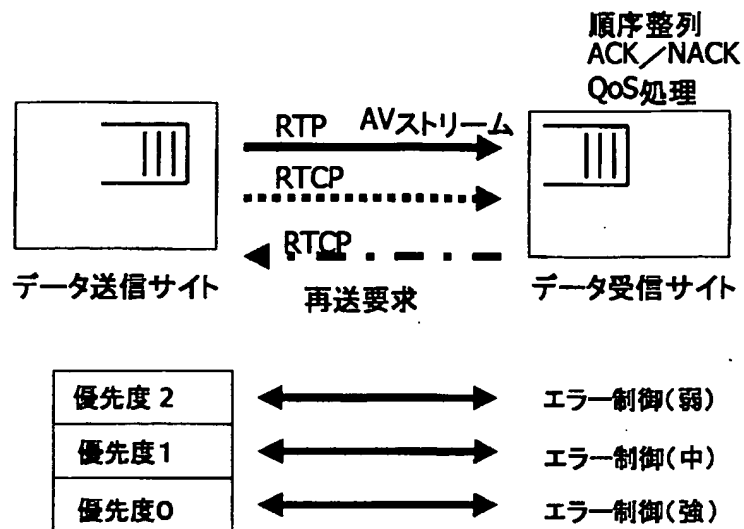 順序整列
ACK／NACK
QoS処理
RTP AVストリーム
RTCP
RTCP
データ送信サイト
再送要求
データ受信サイト
優先度 2 エラー制御(弱)
優先度1 エラー制御(中)
優先度0 エラー制御(強)